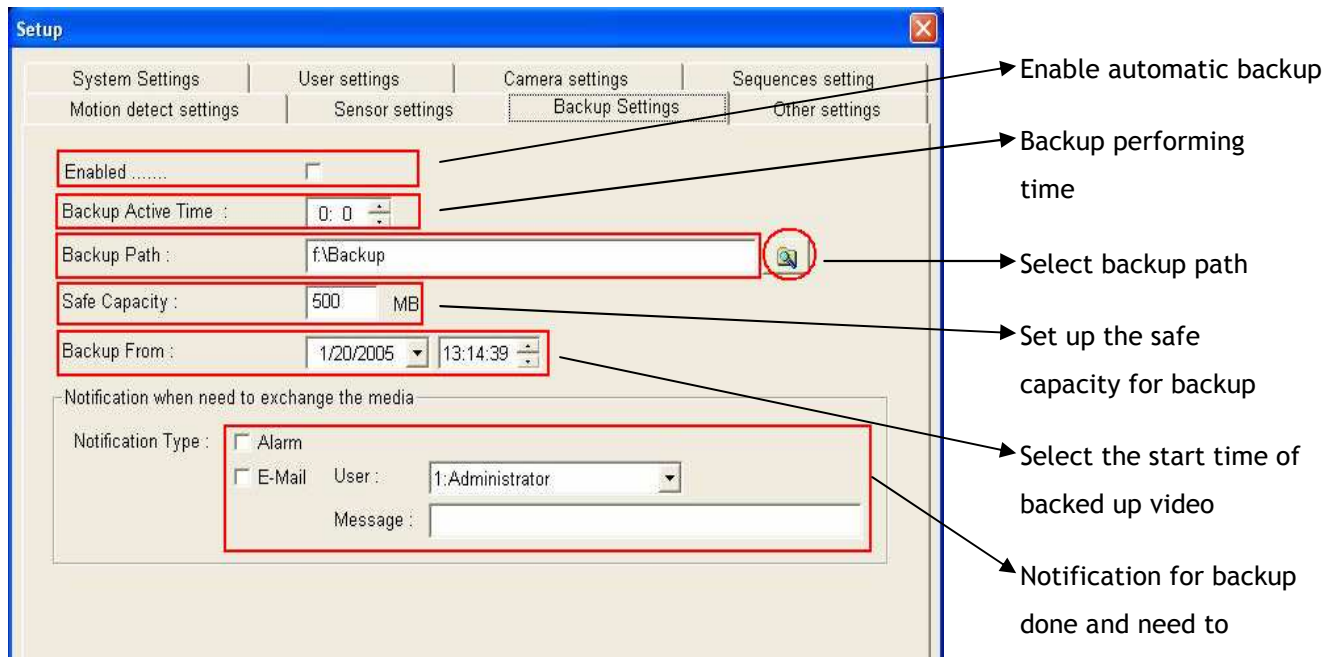 Setup
System Settings
User settings
Camera settings
Sequences setting
Motion detect settings
Sensor settings
Backup Settings
Other settings
Enabled .......
Backup Active Time :
0: 0
Backup Path :
f:\Backup
Safe Capacity :
500
MB
Backup From :
1/20/2005
13:14:39
Notification when need to exchange the media
Notification Type :
Alarm
E-Mail
User :
1:Administrator
Message :
Enable automatic backup
Backup performing
time
Select backup path
Set up the safe
capacity for backup
Select the start time of
backed up video
Notification for backup
done and need to